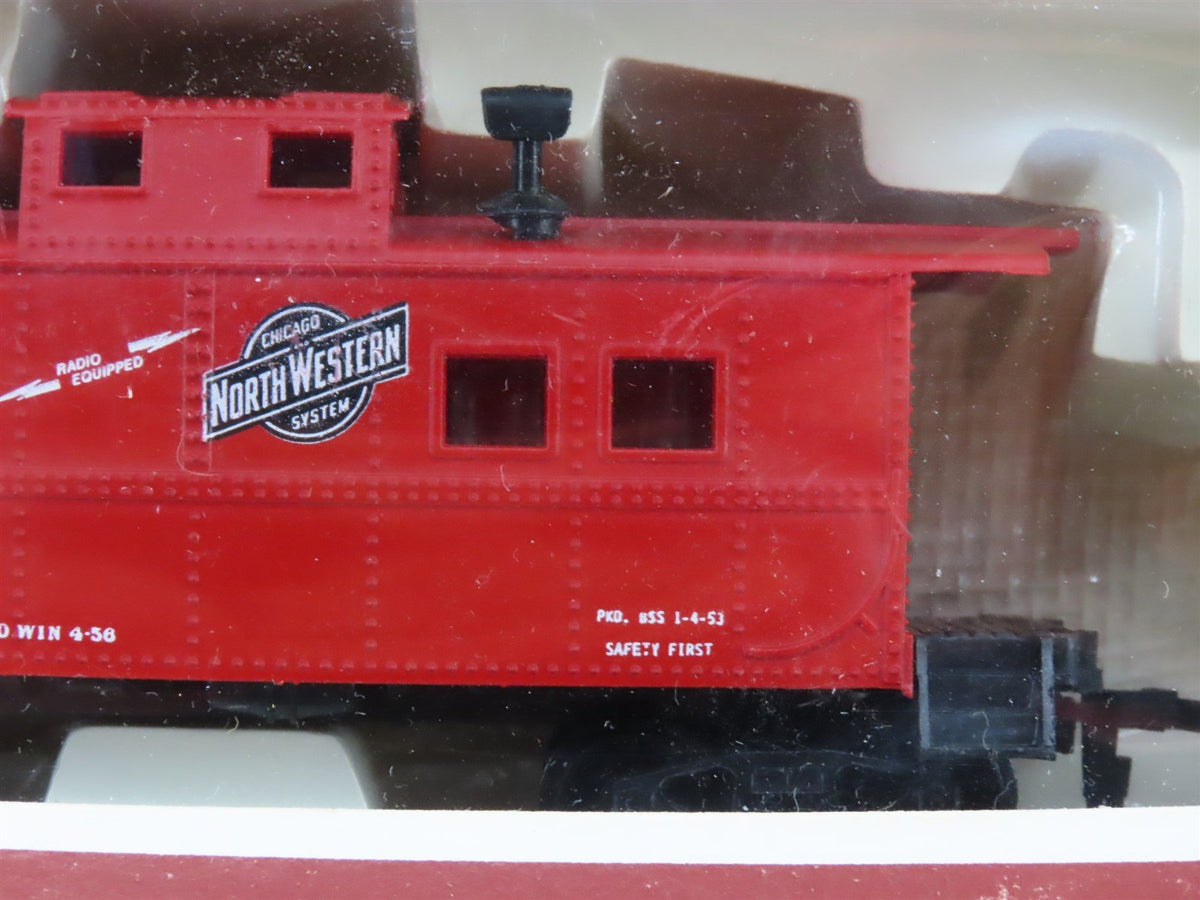 RADIO
EQUIPPED
CHICAGO
NORTH WESTERN
SYSTEM
WIN 4-56
PKD. BSS 1-4-53
SAFETY FIRST